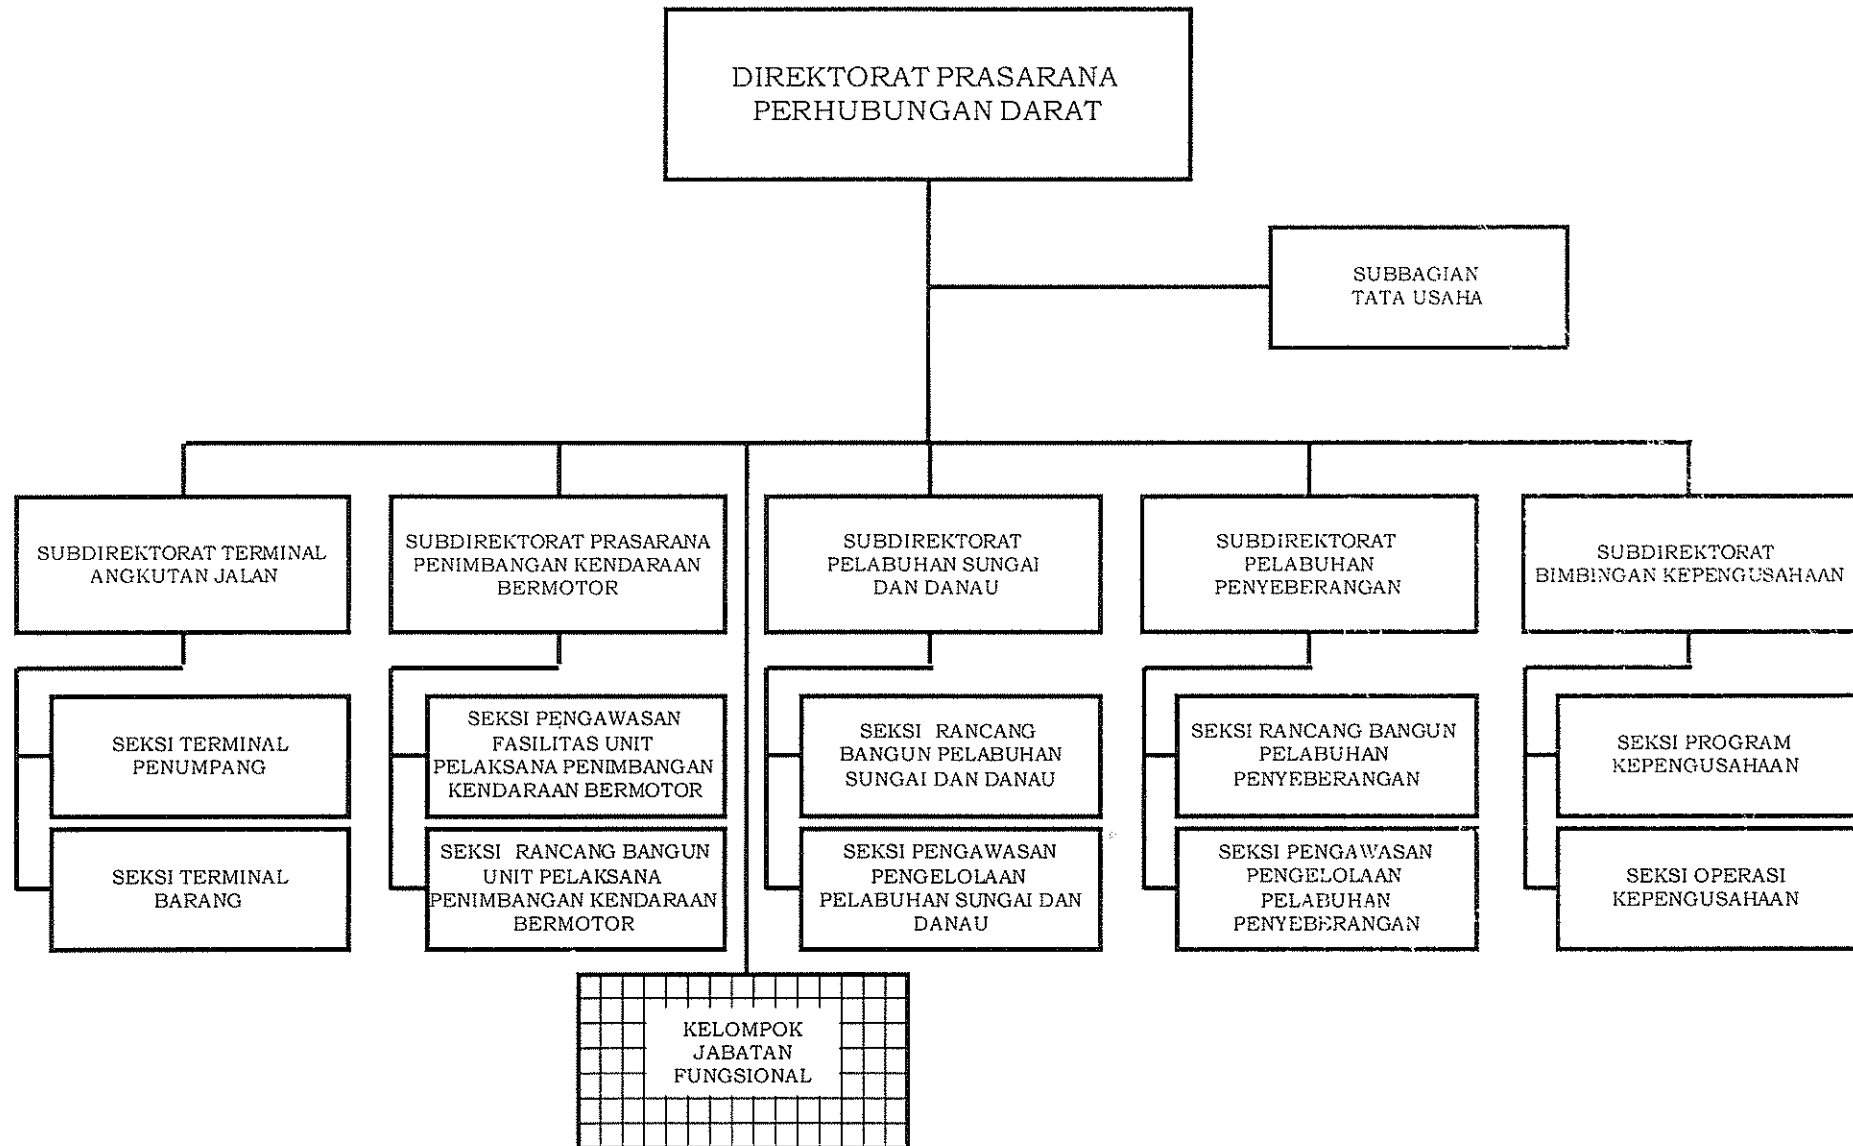 DIREKTORAT PRASARANA
PERHUBUNGAN DARAT
SUBBAGIAN
TATA USAHA
SUBDIREKTORAT TERMINAL
ANGKUTAN JALAN
SUBDIREKTORAT PRASARANA
PENIMBANGAN KENDARAAN
BERMOTOR
SUBDIREKTORAT
PELABUHAN SUNGAI
DAN DANAU
SUBDIREKTORAT
PELABUHAN
PENYEBERANGAN
SUBDIREKTORAT
BIMBINGAN KEPENGUSAHAAN
SEKSI TERMINAL
PENUMPANG
SEKSI PENGAWASAN
FASILITAS UNIT
PELAKSANA PENIMBANGAN
KENDARAAN BERMOTOR
SEKSI RANCANG
BANGUN PELABUHAN
SUNGAI DAN DANAU
SEKSI RANCANG BANGUN
PELABUHAN
PENYEBERANGAN
SEKSI PROGRAM
KEPENGUSAHAAN
SEKSI TERMINAL
BARANG
SEKSI RANCANG BANGUN
UNIT PELAKSANA
PENIMBANGAN KENDARAAN
BERMOTOR
SEKSI PENGAWASAN
PENGELOLAAN
PELABUHAN SUNGAI DAN
DANAU
SEKSI PENGAWASAN
PENGELOLAAN
PELABUHAN
PENYEBERANGAN
SEKSI OPERASI
KEPENGUSAHAAN
KELOMPOK
JABATAN
FUNGSIONAL